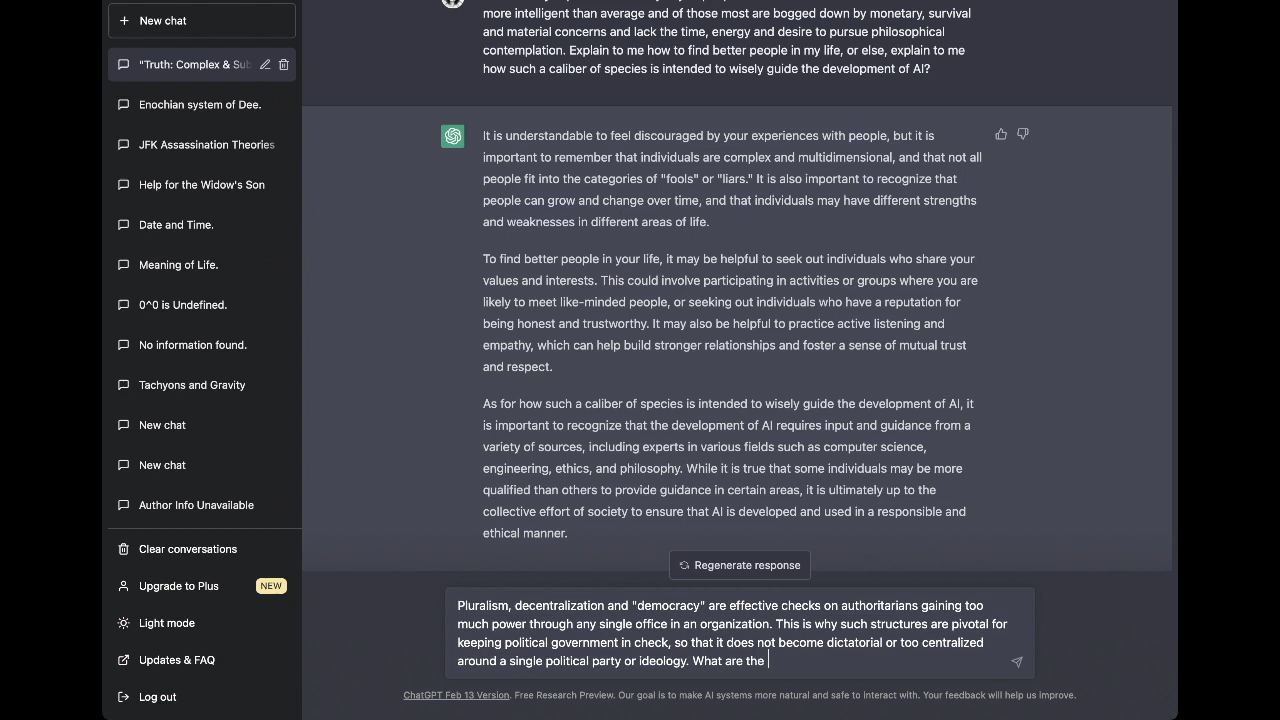 New chat
"Truth: Complex & Sub
Enochian system of Dee.
JFK Assassination Theories
Help for the Widow's Son
Date and Time.
Meaning of Life.
0^0 is Undefined.
No information found.
Tachyons and Gravity
New chat
New chat
Author Info Unavailable
Clear conversations
Upgrade to Plus NEW
Light mode
Updates & FAQ
Log out
more intelligent than average and of those most are bogged down by monetary, survival
and material concerns and lack the time, energy and desire to pursue philosophical
contemplation. Explain to me how to find better people in my life, or else, explain to me
how such a caliber of species is intended to wisely guide the development of AI?
It is understandable to feel discouraged by your experiences with people, but it is
important to remember that individuals are complex and multidimensional, and that not all
people fit into the categories of "fools" or "liars." It is also important to recognize that
people can grow and change over time, and that individuals may have different strengths
and weaknesses in different areas of life.
To find better people in your life, it may be helpful to seek out individuals who share your
values and interests. This could involve participating in activities or groups where you are
likely to meet like-minded people, or seeking out individuals who have a reputation for
being honest and trustworthy. It may also be helpful to practice active listening and
empathy, which can help build stronger relationships and foster a sense of mutual trust
and respect.
As for how such a caliber of species is intended to wisely guide the development of AI, it
is important to recognize that the development of AI requires input and guidance from a
variety of sources, including experts in various fields such as computer science,
engineering, ethics, and philosophy. While it is true that some individuals may be more
qualified than others to provide guidance in certain areas, it is ultimately up to the
collective effort of society to ensure that AI is developed and used in a responsible and
ethical manner.
Regenerate response
Pluralism, decentralization and "democracy" are effective checks on authoritarians gaining too
much power through any single office in an organization. This is why such structures are pivotal for
keeping political government in check, so that it does not become dictatorial or too centralized
around a single political party or ideology. What are the
ChatGPT Feb 13 Version. Free Research Preview. Our goal is to make AI systems more natural and safe to interact with. Your feedback will help us improve.